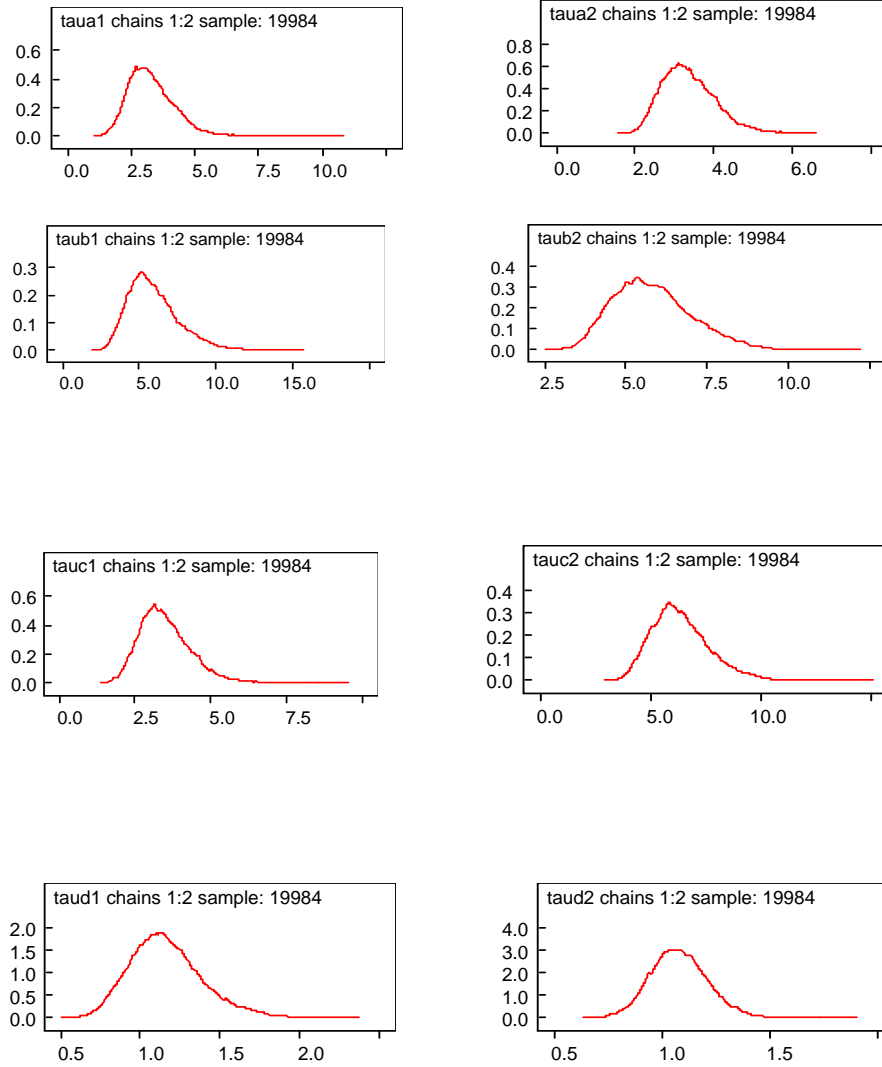 taua1 chains 1:2 sample: 19984
0.6
0.4
0.2
0.0
0.0 2.5 5.0 7.5 10.0
taua2 chains 1:2 sample: 19984
0.8
0.6
0.4
0.2
0.0
0.0 2.0 4.0 6.0
taub1 chains 1:2 sample: 19984
0.3
0.2
0.1
0.0
0.0 5.0 10.0 15.0
taub2 chains 1:2 sample: 19984
0.4
0.3
0.2
0.1
0.0
2.5 5.0 7.5 10.0
tauc1 chains 1:2 sample: 19984
0.6
0.4
0.2
0.0
0.0 2.5 5.0 7.5
tauc2 chains 1:2 sample: 19984
0.4
0.3
0.2
0.1
0.0
0.0 5.0 10.0
taud1 chains 1:2 sample: 19984
2.0
1.5
1.0
0.5
0.0
0.5 1.0 1.5 2.0
taud2 chains 1:2 sample: 19984
4.0
3.0
2.0
1.0
0.0
0.5 1.0 1.5